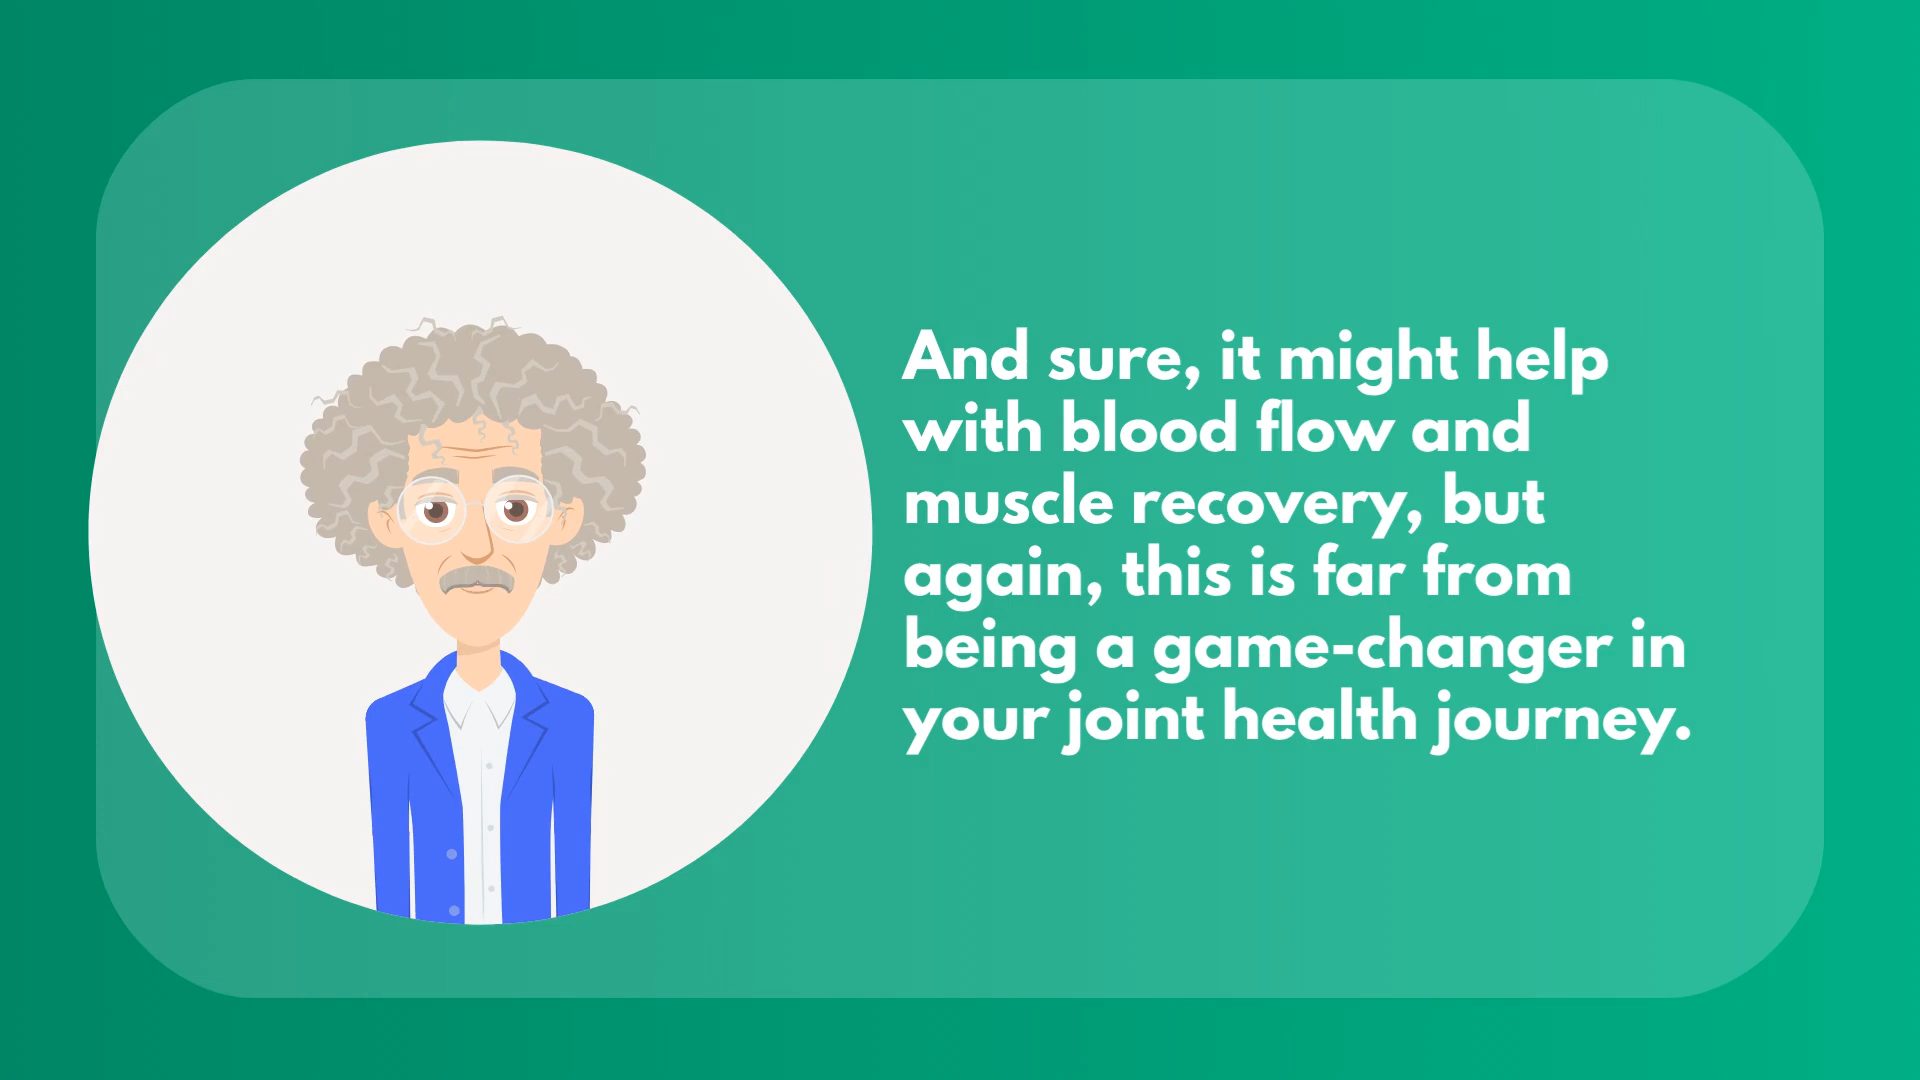 And sure, it might help
with blood flow and
muscle recovery, but
again, this is far from
being a game-changer in
your joint health journey.